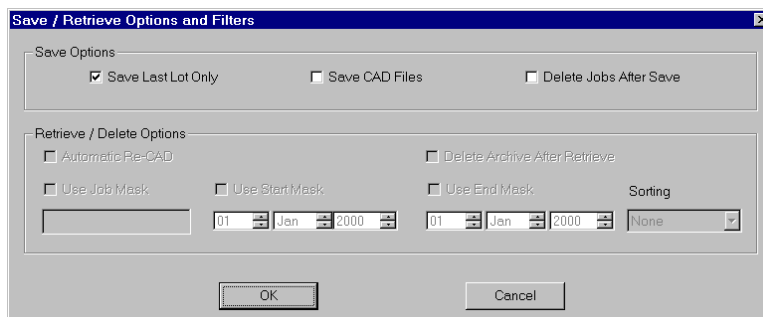 Save / Retrieve Options and Filters
Save Options
Save Last Lot Only Save CAD Files Delete Jobs After Save
Retrieve / Delete Options
Automatic Re-CAD Delete Archive After Retrieve
Use Job Mask Use Start Mask Use End Mask Sorting
01 Jan 2000 01 Jan 2000 None
OK Cancel